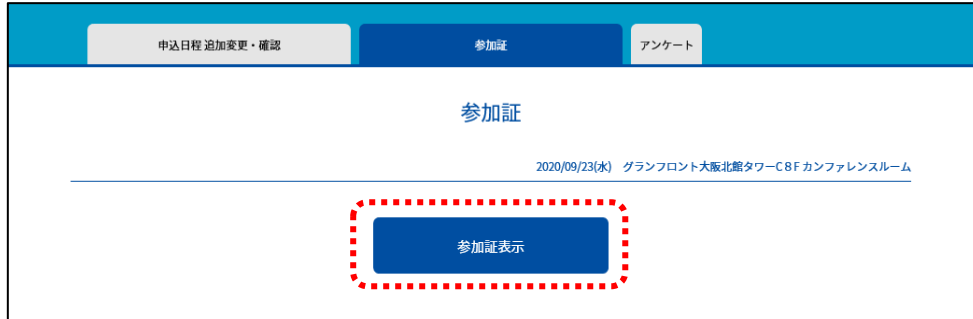 申込日程 追加変更・確認
参加証
アンケート
参加証
2020/09/23(水) グランフロント大阪北館タワーC８F カンファレンスルーム
参加証表示